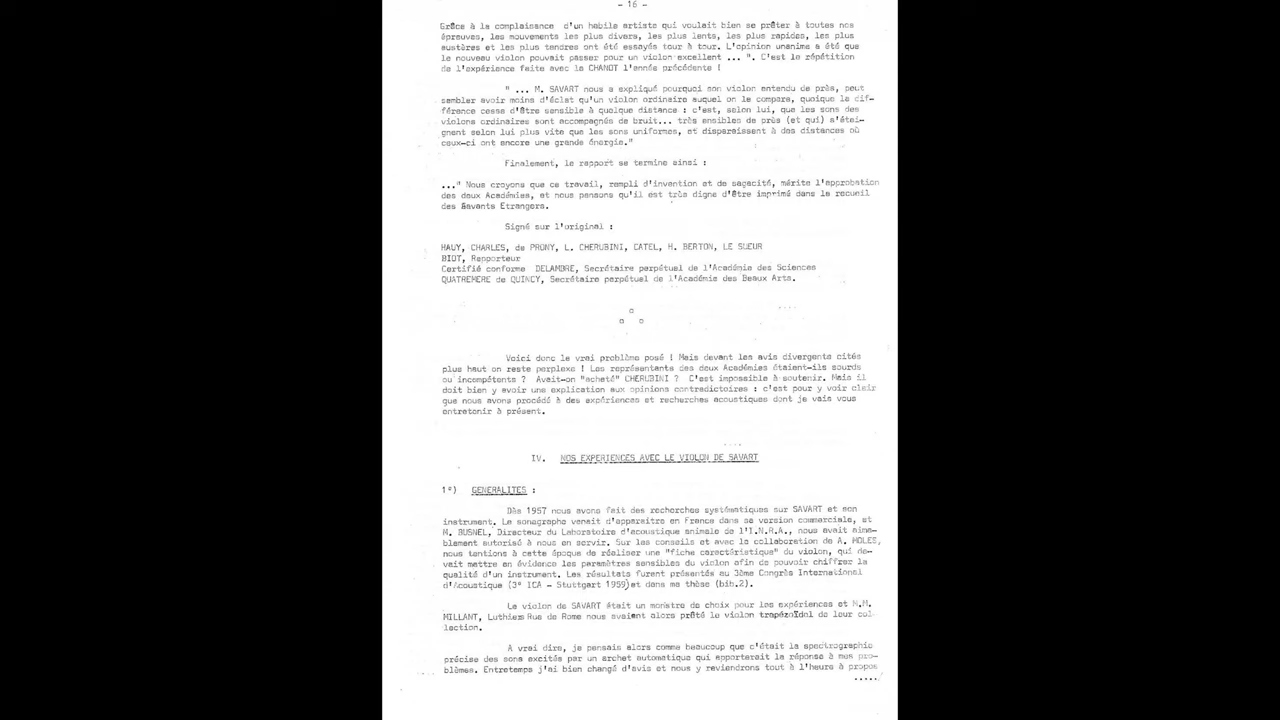 - 16 -
Grâce à la complaisance d'un habile artiste qui voulait bien se prêter à toutes nos
épreuves, les mouvements les plus divers, les plus lents, les plus rapides, les plus
austères et les plus tendres ont été essayés tour à tour. L'opinion unanime a été que
le nouveau violon pouvait passer pour un violon excellent ... ". C'est la répétition
de l'expérience faite avec le CHANOT l'année précédente !
" ... M. SAVART nous a expliqué pourquoi son violon entendu de près, peut
sembler avoir moins d'éclat qu'un violon ordinaire auquel on le compare, quoique la dif-
férence cesse d'être sensible à quelque distance : c'est, selon lui, que les sons des
violons ordinaires sont accompagnés de bruit... très sensibles de près (et qui) s'étei-
gnent selon lui plus vite que les sons uniformes, et disparaissent à des distances où
ceux-ci ont encore une grande énergie."
Finalement, le rapport se termine ainsi :
..." Nous croyons que ce travail, rempli d'invention et de sagacité, mérite l'approbation
des deux Académies, et nous pensons qu'il est très digne d'être imprimé dans le recueil
des Savants Etrangers.
Signé sur l'original :
HAUY, CHARLES, de PRONY, L. CHERUBINI, CATEL, H. BERTON, LE SUEUR
BIOT, Rapporteur
Certifié conforme DELAMBRE, Secrétaire perpétuel de l'Académie des Sciences
QUATREMERE de QUINCY, Secrétaire perpétuel de l'Académie des Beaux Arts.
Voici donc le vrai problème posé ! Mais devant les avis divergents cités
plus haut on reste perplexe ! Les représentants des deux Académies étaient-ils sourds
ou incompétents ? Avait-on "acheté" CHERUBINI ? C'est impossible à soutenir. Mais il
doit bien y avoir une explication aux opinions contradictoires : c'est pour y voir clair
que nous avons procédé à des expériences et recherches acoustiques dont je vais vous
entretenir à présent.
IV. NOS EXPERIENCES AVEC LE VIOLON DE SAVART
1°) GENERALITES :
Dès 1957 nous avons fait des recherches systématiques sur SAVART et son
instrument. Le sonagraphe venait d'apparaitre en France dans sa version commerciale, et
M. BUSNEL, Directeur du Laboratoire d'acoustique animale de l'I.N.R.A., nous avait aima-
blement autorisé à nous en servir. Sur les conseils et avec la collaboration de A. MOLES,
nous tentions à cette époque de réaliser une "fiche caractéristique" du violon, qui de-
vait mettre en évidence les paramètres sensibles du violon afin de pouvoir chiffrer la
qualité d'un instrument. Les résultats furent présentés au 3ème Congrès International
d'Acoustique (3° ICA - Stuttgart 1959) et dans ma thèse (bib.2).
Le violon de SAVART était un monstre de choix pour les expériences et M.M.
MILLANT, Luthiers Rue de Rome nous avaient alors prêté le violon trapézoïdal de leur col-
lection.
A vrai dire, je pensais alors comme beaucoup que c'était la spectrographie
précise des sons excités par un archet automatique qui apporterait la réponse à mes pro-
blèmes. Entretemps j'ai bien changé d'avis et nous y reviendrons tout à l'heure à propos
.....